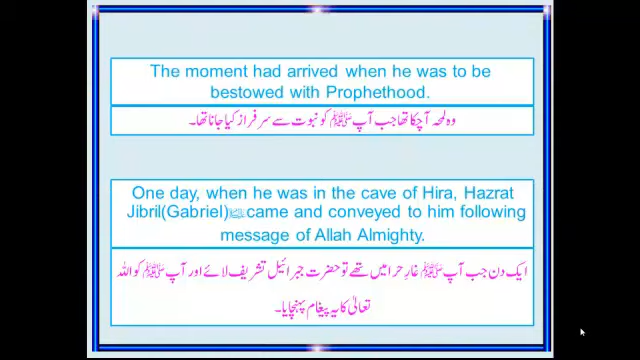 The moment had arrived when he was to be
bestowed with Prophethood.
وہ لمحہ آچکا تھا جب آپ ﷺ کو نبوت سے سرفراز کیا جانا تھا۔
One day, when he was in the cave of Hira, Hazrat
Jibril(Gabriel) came and conveyed to him following
message of Allah Almighty.
ایک دن جب آپ ﷺ غارِ حرا میں تھے تو حضرت جبرائیل تشریف لائے اور آپ ﷺ کو اللہ
تعالیٰ کا یہ پیغام پہنچایا۔